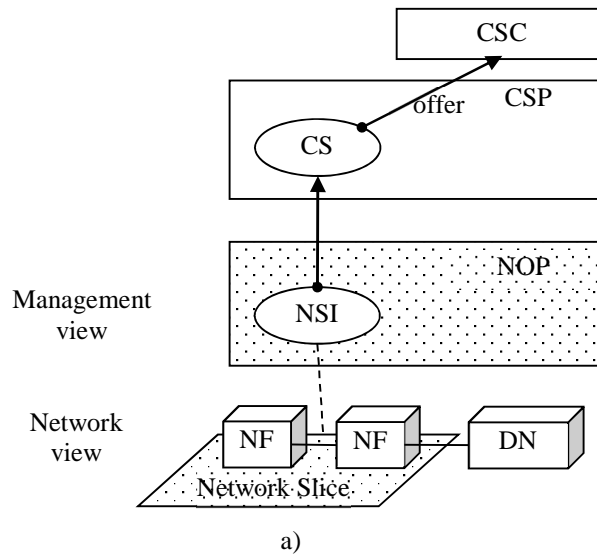 CSC
offer
CSP
CS
NOP
Management
view
NSI
Network
view
NF
NF
DN
Network Slice
a)